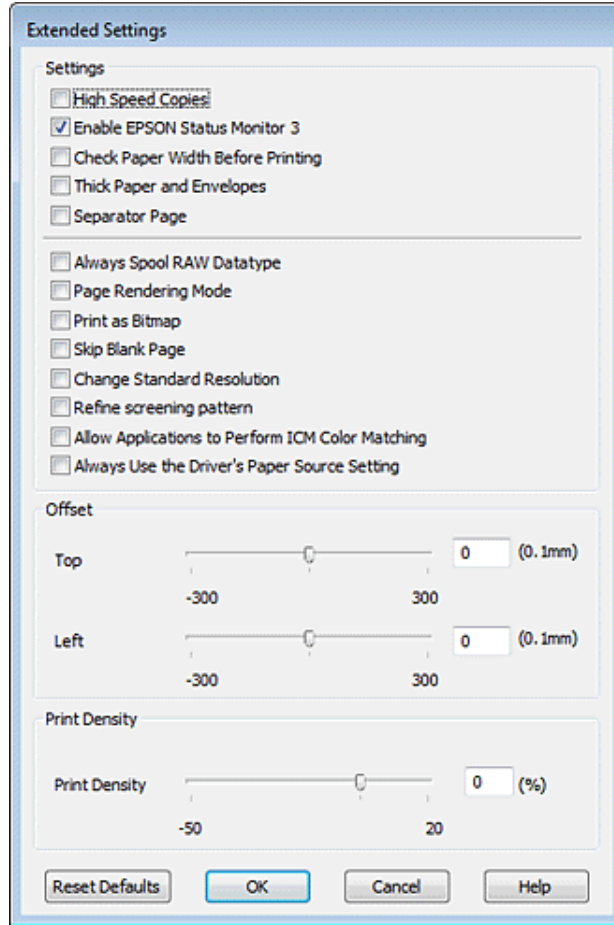 Extended Settings
Settings
High Speed Copies
Enable EPSON Status Monitor 3
Check Paper Width Before Printing
Thick Paper and Envelopes
Separator Page
Always Spool RAW Datatype
Page Rendering Mode
Print as Bitmap
Skip Blank Page
Change Standard Resolution
Refine screening pattern
Allow Applications to Perform ICM Color Matching
Always Use the Driver's Paper Source Setting
Offset
Top 0 (0.1mm)
-300 300
Left 0 (0.1mm)
-300 300
Print Density
Print Density 0 (%)
-50 20
Reset Defaults OK Cancel Help